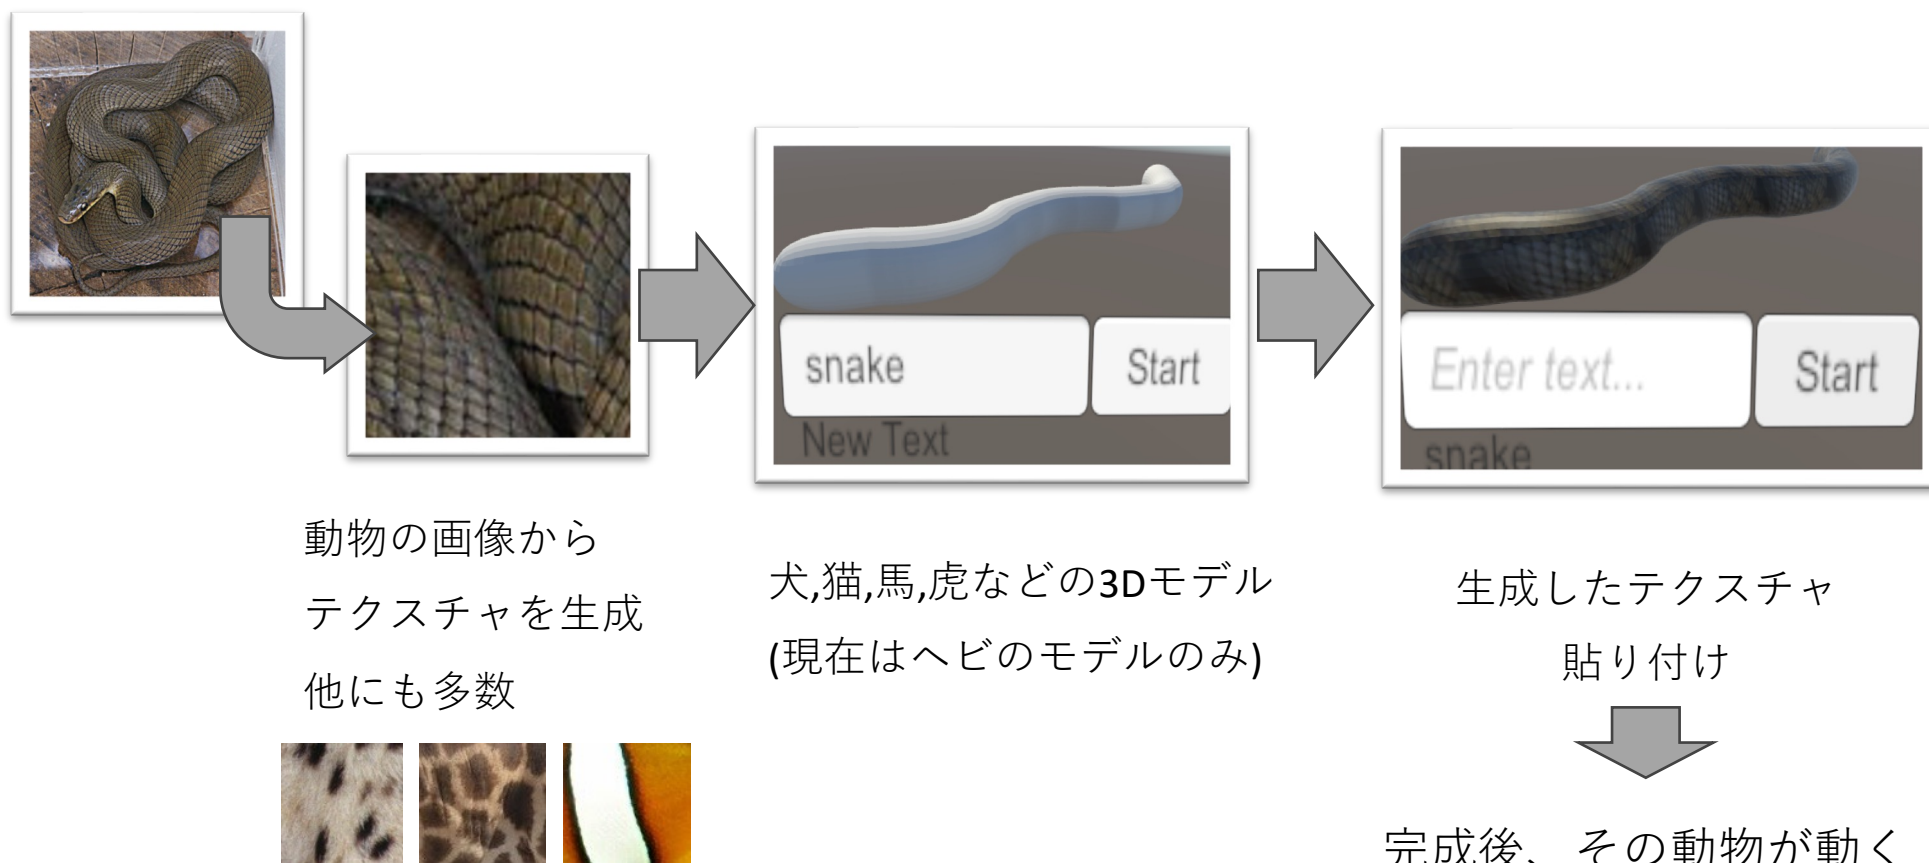 snake
Start
New Text
Enter text...
Start
snake
動物の画像から
テクスチャを生成
他にも多数
犬,猫,馬,虎などの3Dモデル
(現在はヘビのモデルのみ)
生成したテクスチャ
貼り付け
完成後、その動物が動く